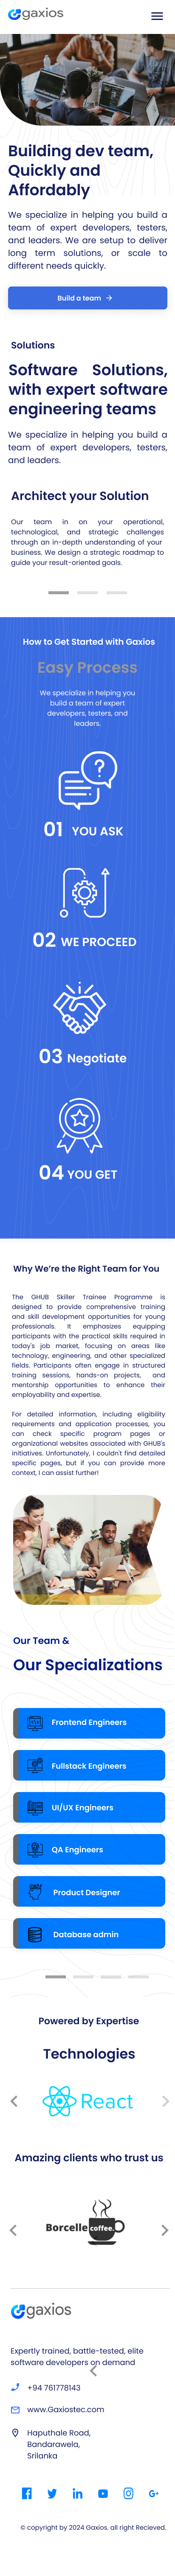 gaxios
Building dev team,
Quickly and
Affordably
We specialize in helping you build a
team of expert developers, testers,
and leaders. We are setup to deliver
long term solutions, or scale to
different needs quickly.
Build a team →
Solutions
Software Solutions,
with expert software
engineering teams
We specialize in helping you build a
team of expert developers, testers,
and leaders.
Architect your Solution
Our team in on your operational,
technological, and strategic challenges
through an in-depth understanding of your
business. We design a strategic roadmap to
guide your result-oriented goals.
How to Get Started with Gaxios
Easy Process
We specialize in helping you
build a team of expert
developers, testers, and
leaders.
01 YOU ASK
02 WE PROCEED
03 Negotiate
04 YOU GET
Why We're the Right Team for You
The GHUB Skiller Trainee Programme is
designed to provide comprehensive training
and skill development opportunities for young
professionals. It emphasizes equipping
participants with the practical skills required in
today's job market, focusing on areas like
technology, engineering, and other specialized
fields. Participants often engage in structured
training sessions, hands-on projects, and
mentorship opportunities to enhance their
employability and expertise.
For detailed information, including eligibility
requirements and application processes, you
can check specific program pages or
organizational websites associated with GHUB's
initiatives. Unfortunately, I couldn't find detailed
specific pages, but if you can provide more
context, I can assist further!
Our Team &
Our Specializations
Frontend Engineers
Fullstack Engineers
UI/UX Engineers
QA Engineers
Product Designer
Database admin
Powered by Expertise
Technologies
React
Amazing clients who trust us
Borcelle coffee.
gaxios
Expertly trained, battle-tested, elite
software developers on demand
+94 761778143
www.Gaxiostec.com
Haputhale Road,
Bandarawela,
Srilanka
© copyright by 2024 Gaxios. all right Recieved.